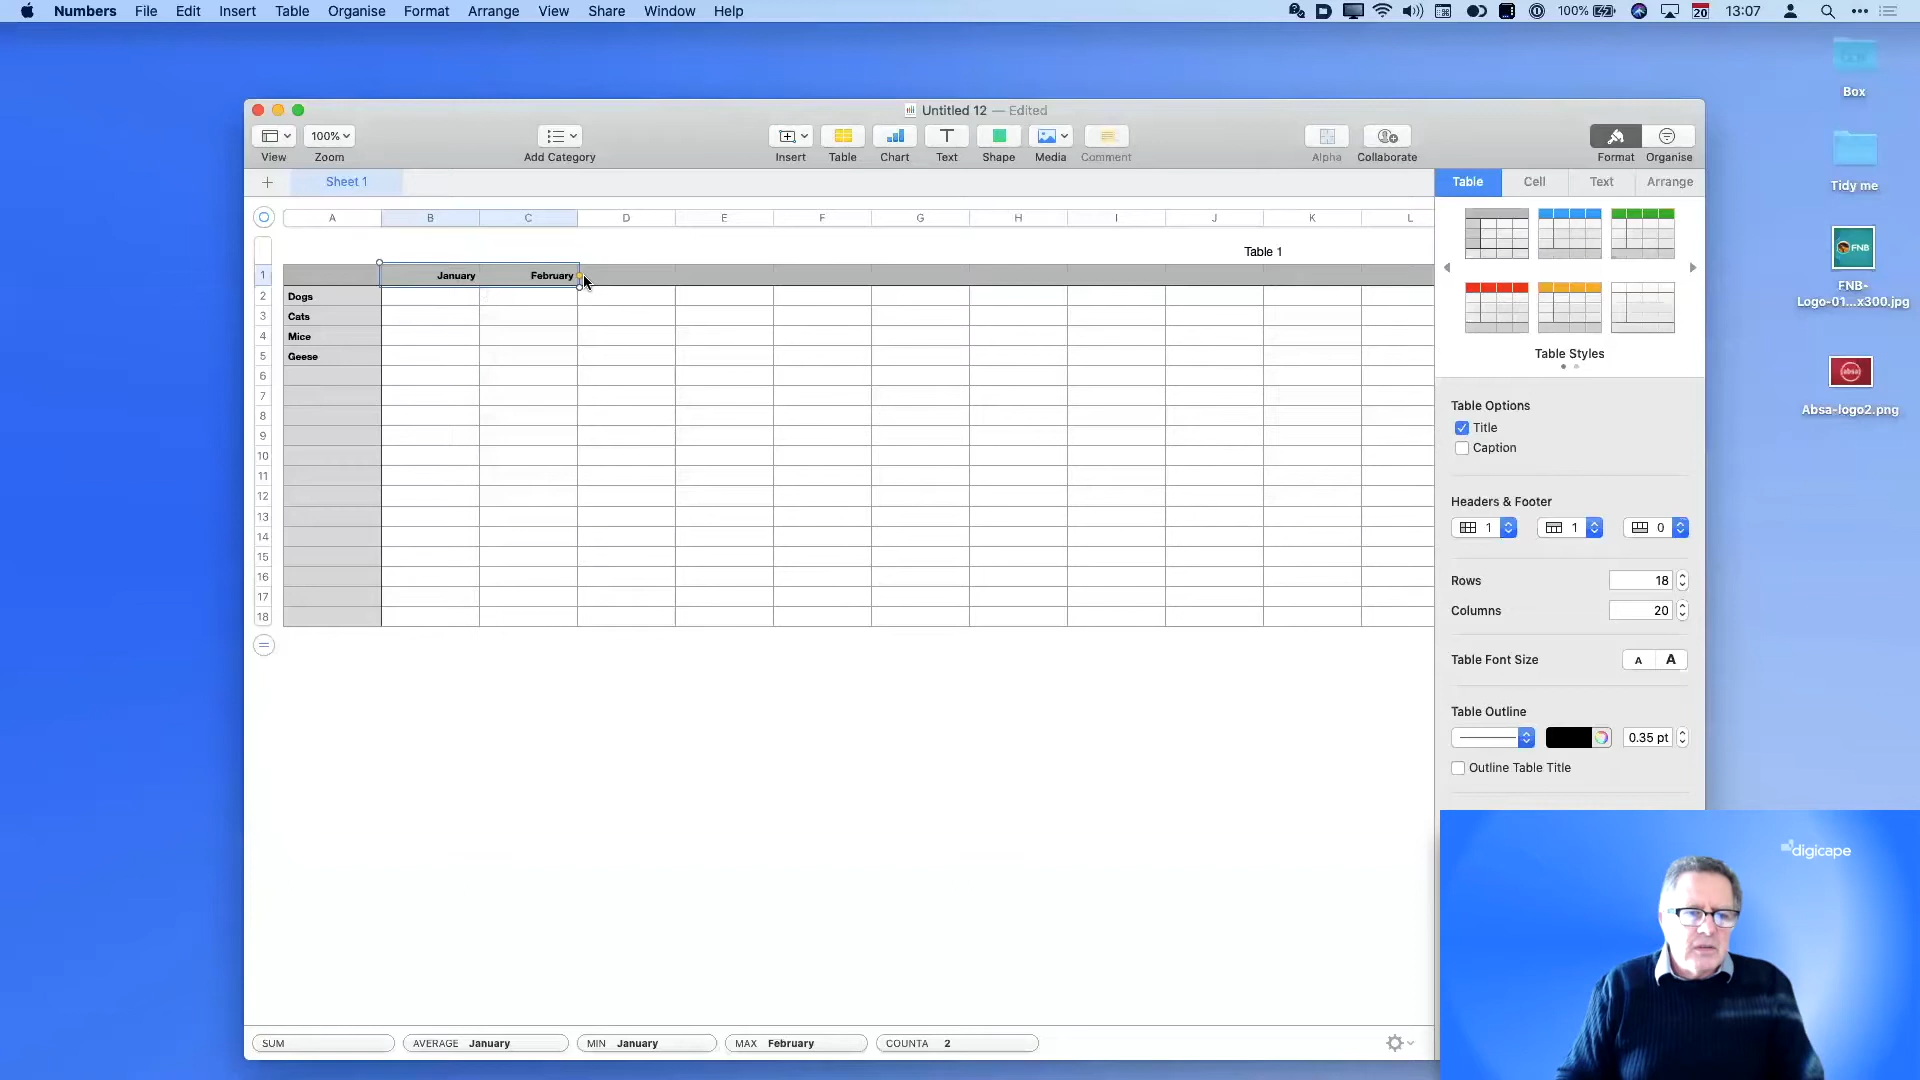 Numbers File Edit Insert Table Organise Format Arrange View Share Window Help 100% 20 13:07
Untitled 12 — Edited
100%
View Zoom Add Category Insert Table Chart Text Shape Media Comment Alpha Collaborate Format Organise
Sheet 1
Table Cell Text Arrange
A B C D E F G H I J K L
Table 1
1 January February
2 Dogs
3 Cats
4 Mice
5 Geese
6
7
8
9
10
11
12
13
14
15
16
17
18
Table Styles
Table Options
Title
Caption
Headers & Footer
1 1 0
Rows 18
Columns 20
Table Font Size A A
Table Outline
0.35 pt
Outline Table Title
SUM AVERAGE January MIN January MAX February COUNTA 2
Box
Tidy me
FNB
FNB-
Logo-01...x300.jpg
absa
Absa-logo2.png
digicape